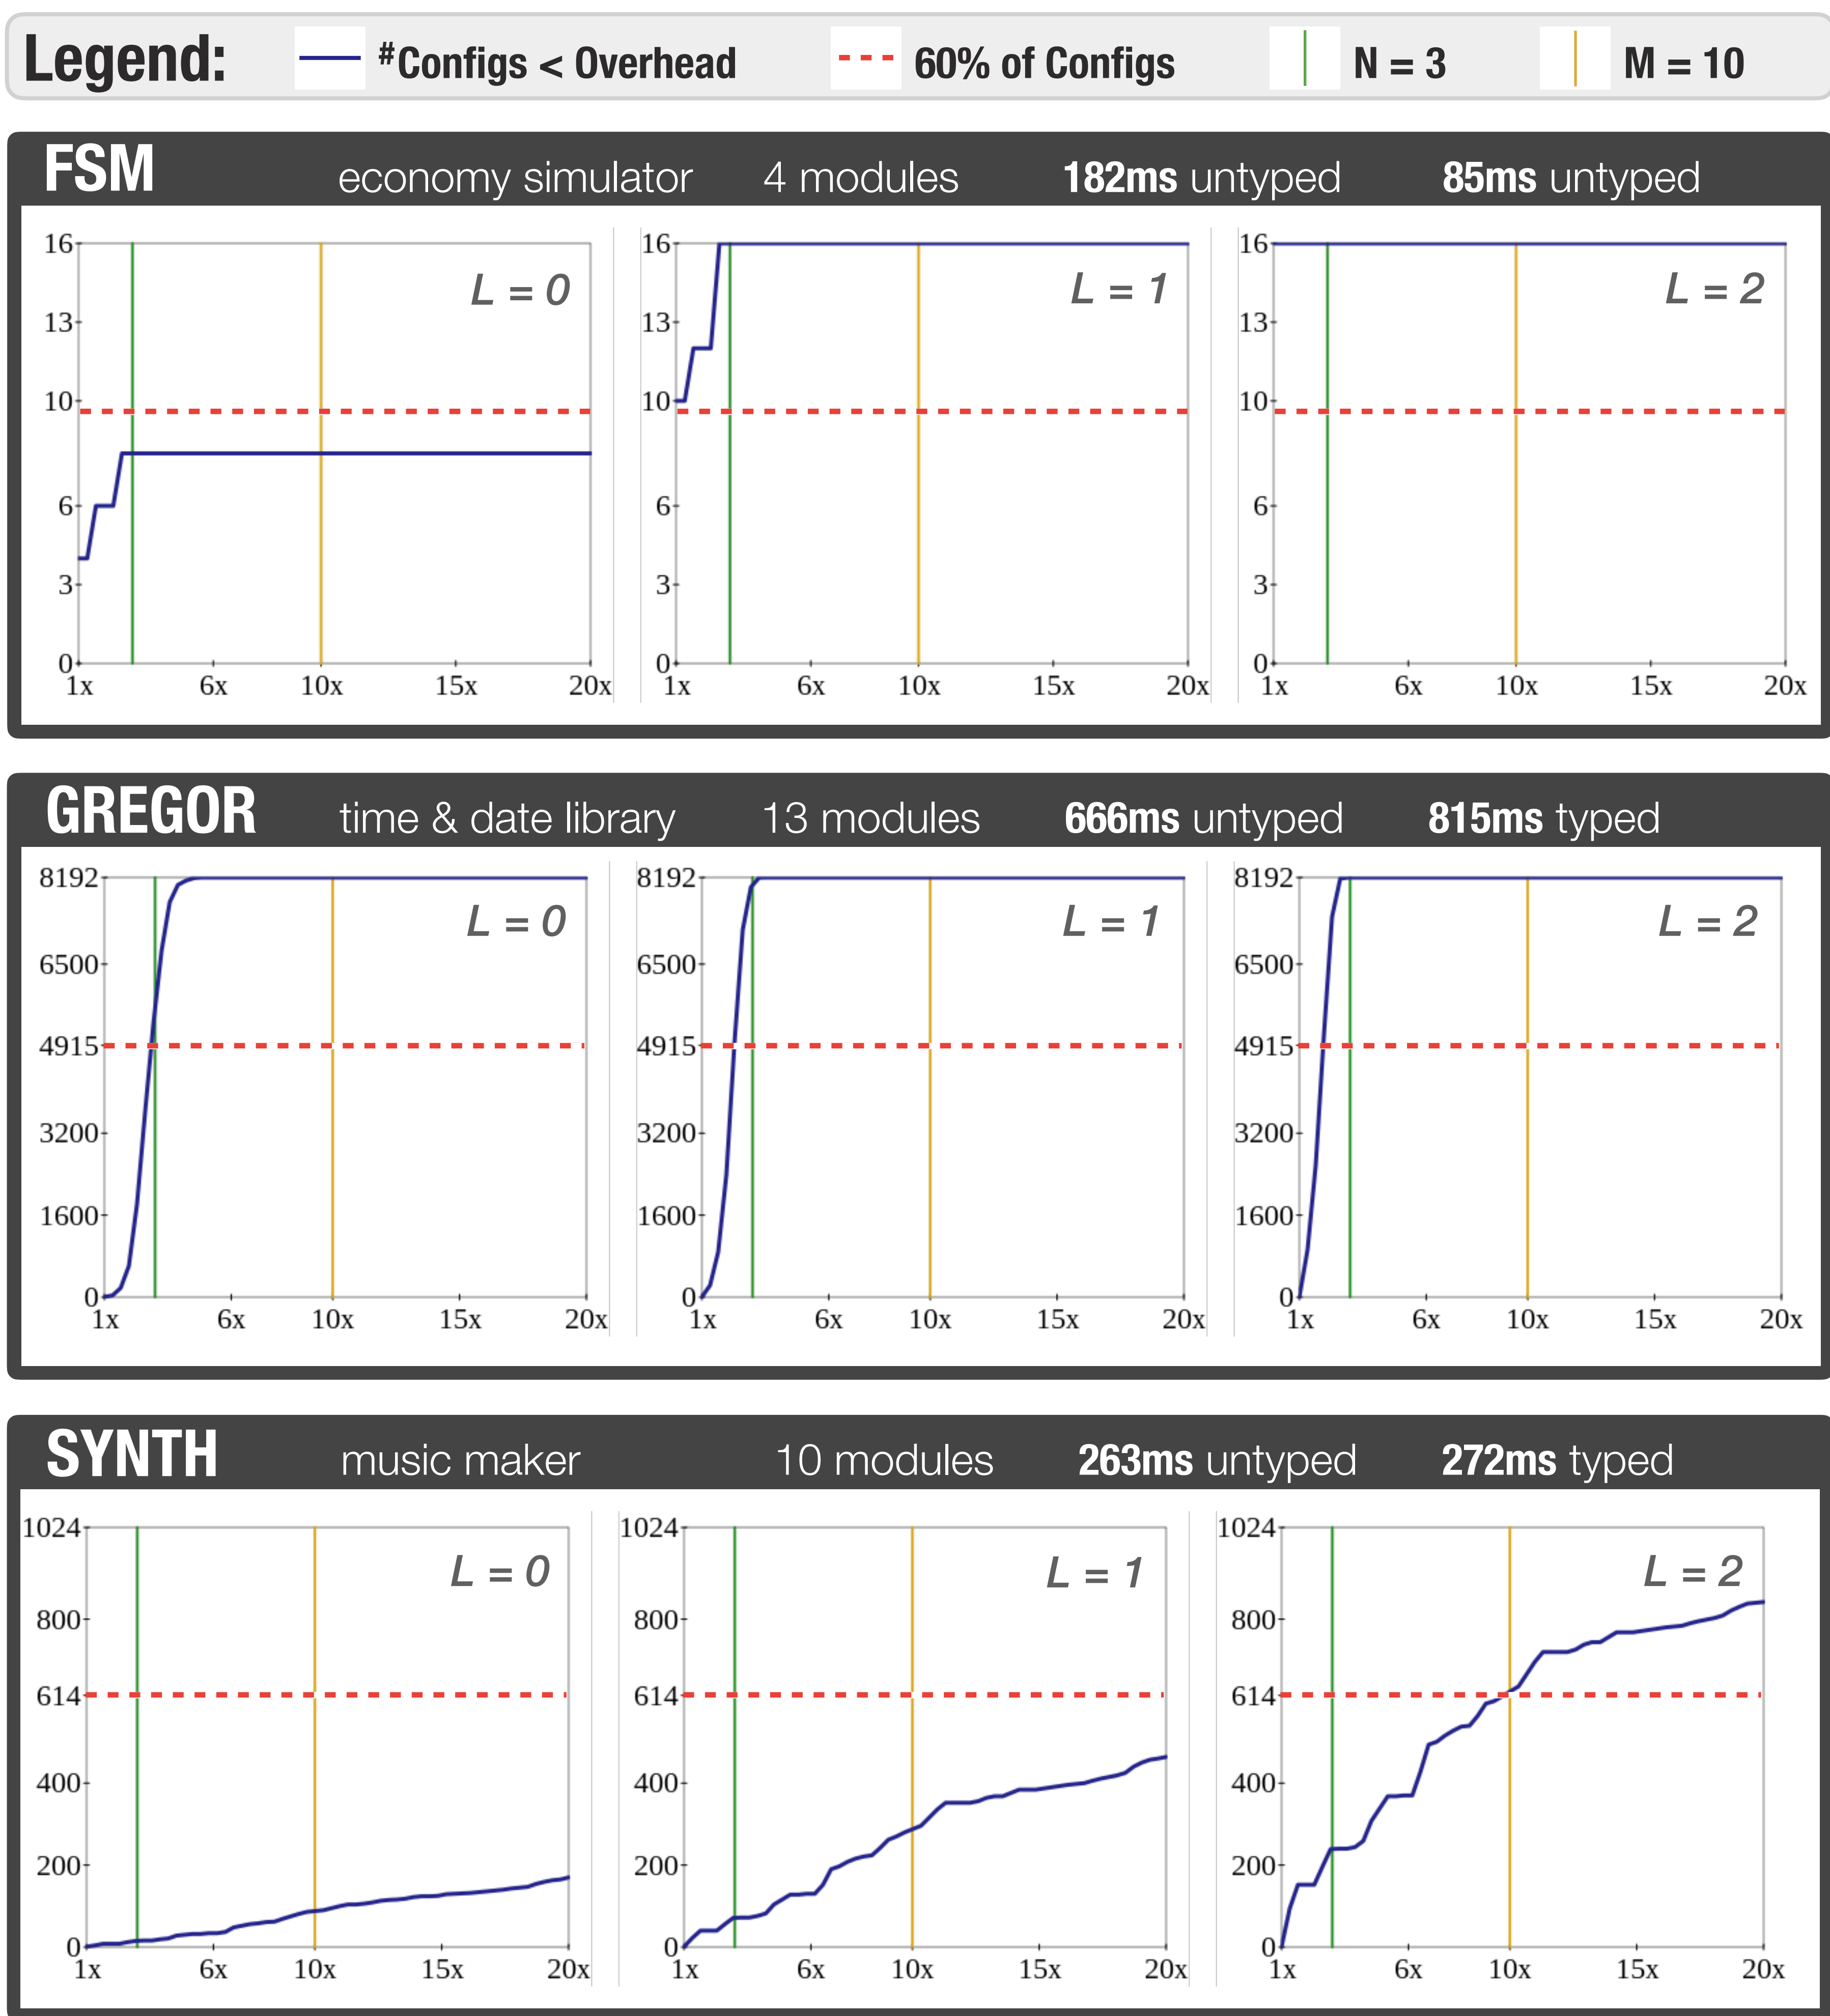 Legend: #Configs < Overhead 60% of Configs N = 3 M = 10
FSM economy simulator 4 modules 182ms untyped 85ms untyped
16 16 16
L = 0 L = 1 L = 2
13 13 13
10 10 10
6 6 6
3 3 3
0 0 0
1x 6x 10x 15x 20x 1x 6x 10x 15x 20x 1x 6x 10x 15x 20x
GREGOR time & date library 13 modules 666ms untyped 815ms typed
8192 8192 8192
L = 0 L = 1 L = 2
6500 6500 6500
4915 4915 4915
3200 3200 3200
1600 1600 1600
0 0 0
1x 6x 10x 15x 20x 1x 6x 10x 15x 20x 1x 6x 10x 15x 20x
SYNTH music maker 10 modules 263ms untyped 272ms typed
1024 1024 1024
L = 0 L = 1 L = 2
800 800 800
614 614 614
400 400 400
200 200 200
0 0 0
1x 6x 10x 15x 20x 1x 6x 10x 15x 20x 1x 6x 10x 15x 20x